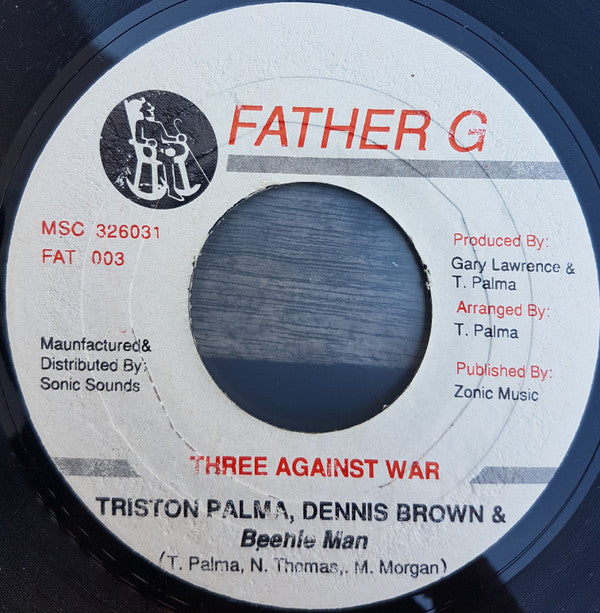 FATHER G
MSC 326031
FAT 003
Maunfactured&
Distributed By:
Sonic Sounds
Produced By:
Gary Lawrence &
T. Palma
Arranged By:
T. Palma
Published By:
Zonic Music
THREE AGAINST WAR
TRISTON PALMA, DENNIS BROWN &
Beenie Man
(T. Palma, N. Thomas,. M. Morgan)